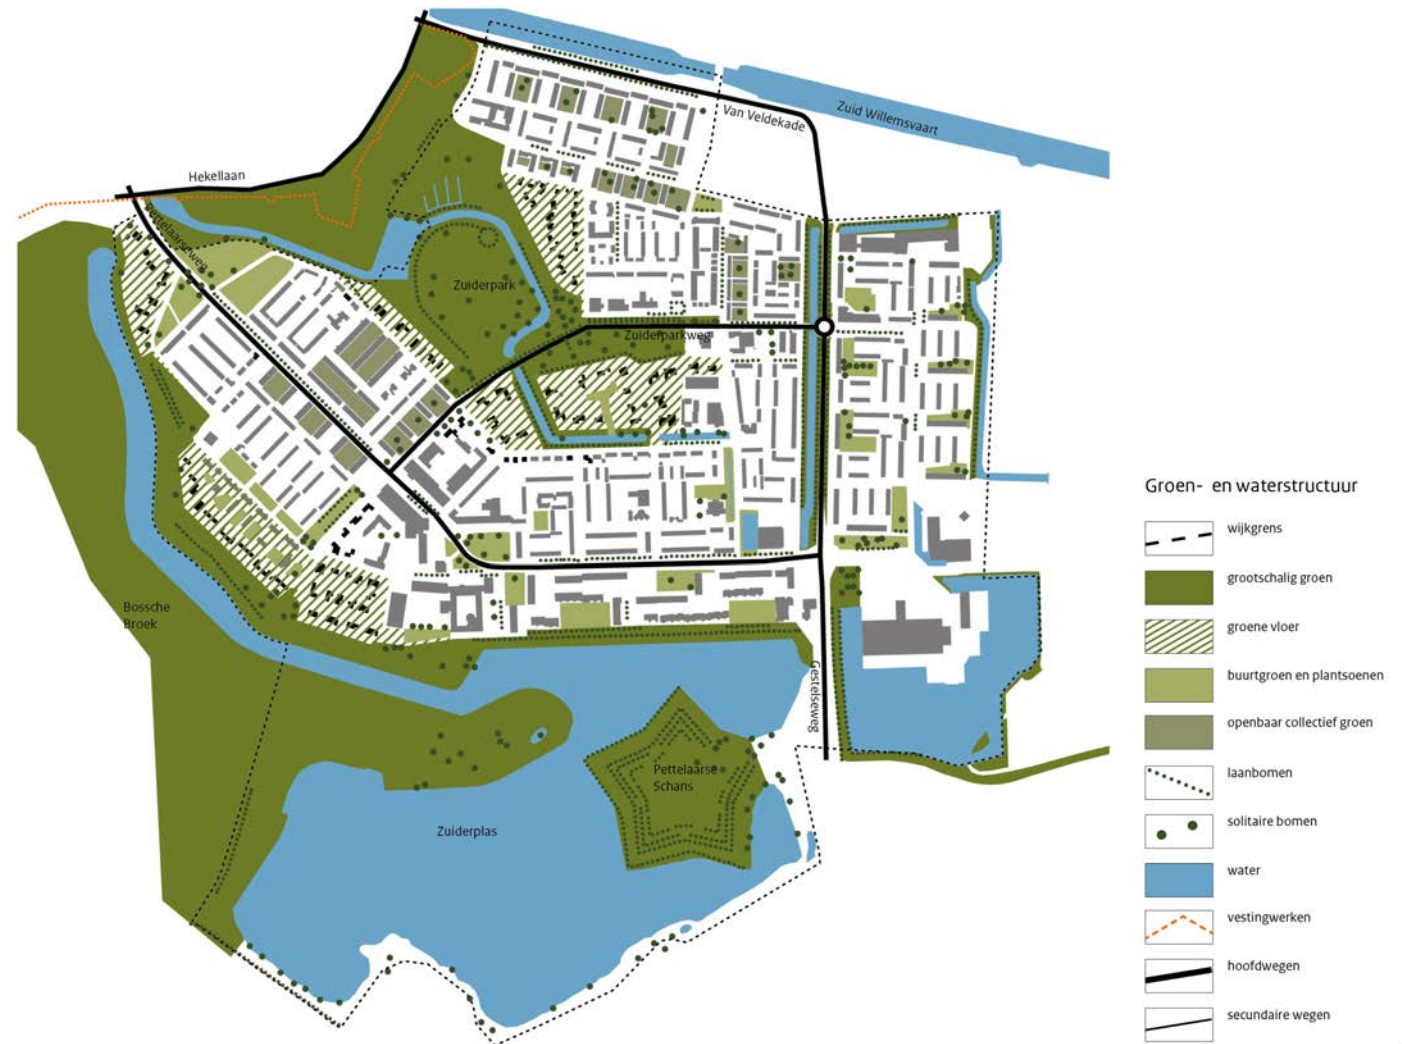 Van Veldekade
Zuid Willemsvaart
Hekellaan
Pettelaarseweg
Zuiderpark
Zuiderparkweg
Bossche
Broek
Gestelseweg
Pettelaarse
Schans
Zuiderplas
Groen- en waterstructuur
wijkgrens
grootschalig groen
groene vloer
buurtgroen en plantsoenen
openbaar collectief groen
laanbomen
solitaire bomen
water
vestingwerken
hoofdwegen
secundaire wegen